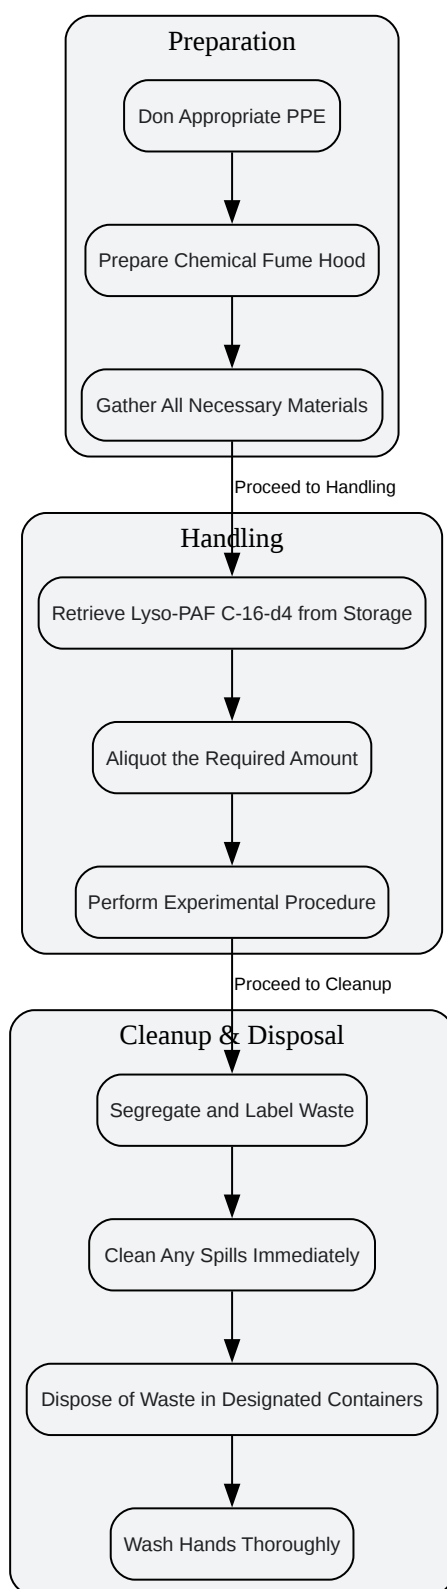 Preparation
Don Appropriate PPE
Prepare Chemical Fume Hood
Gather All Necessary Materials
Proceed to Handling
Handling
Retrieve Lyso-PAF C-16-d4 from Storage
Aliquot the Required Amount
Perform Experimental Procedure
Proceed to Cleanup
Cleanup & Disposal
Segregate and Label Waste
Clean Any Spills Immediately
Dispose of Waste in Designated Containers
Wash Hands Thoroughly